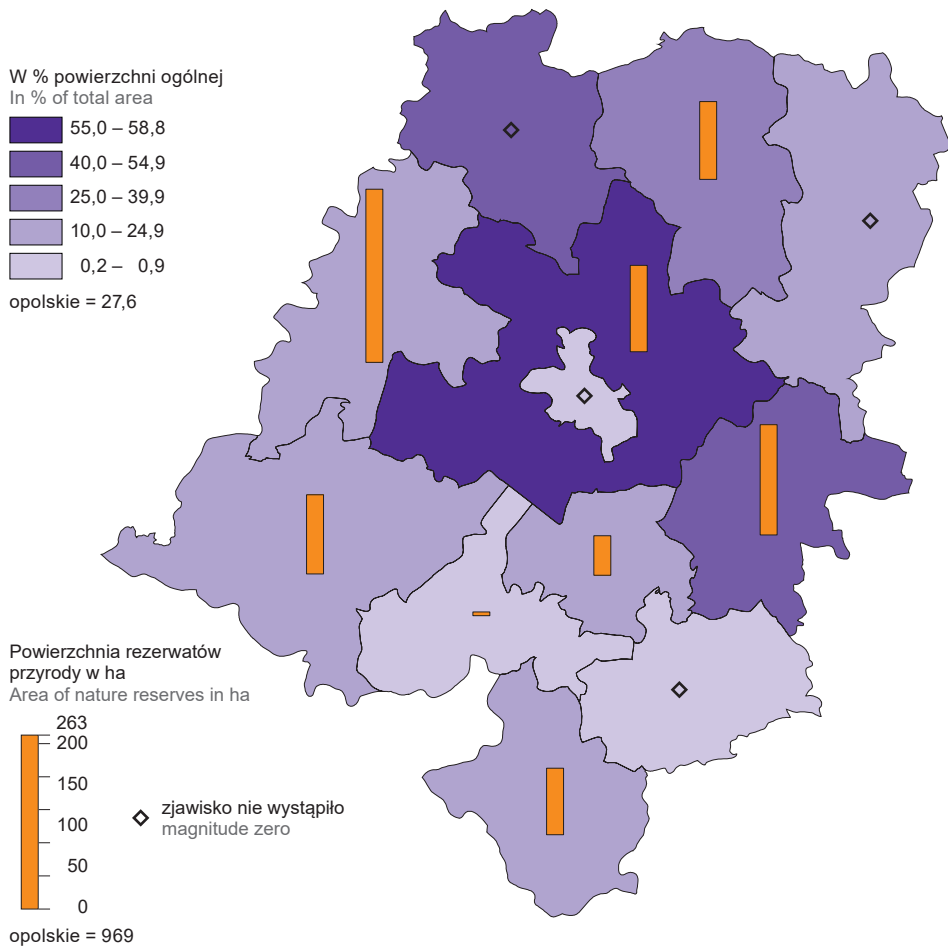 W % powierzchni ogólnej
In % of total area
55,0 – 58,8
40,0 – 54,9
25,0 – 39,9
10,0 – 24,9
0,2 – 0,9
opolskie = 27,6
Powierzchnia rezerwatów
przyrody w ha
Area of nature reserves in ha
263
200
150
100
50
0
zjawisko nie wystąpiło
magnitude zero
opolskie = 969